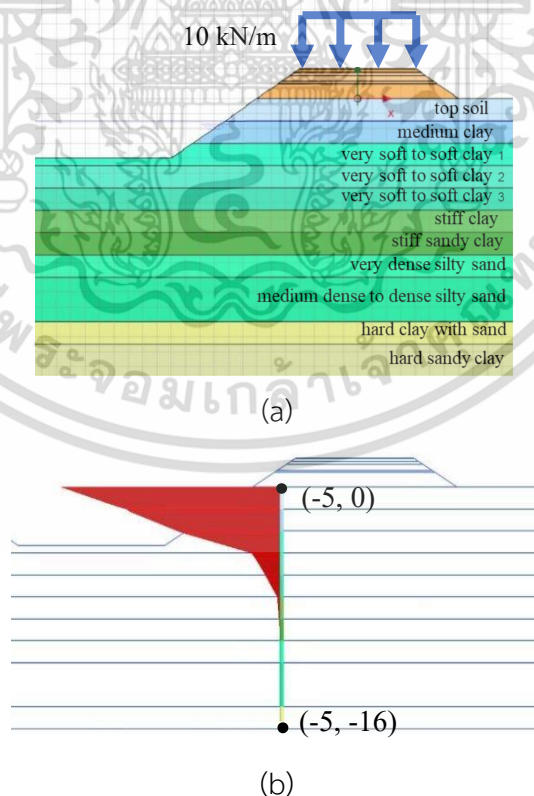 10 kN/m
x
top soil
medium clay
very soft to soft clay 1
very soft to soft clay 2
very soft to soft clay 3
stiff clay
stiff sandy clay
very dense silty sand
medium dense to dense silty sand
hard clay with sand
hard sandy clay
(a)
(-5, 0)
(-5, -16)
(b)